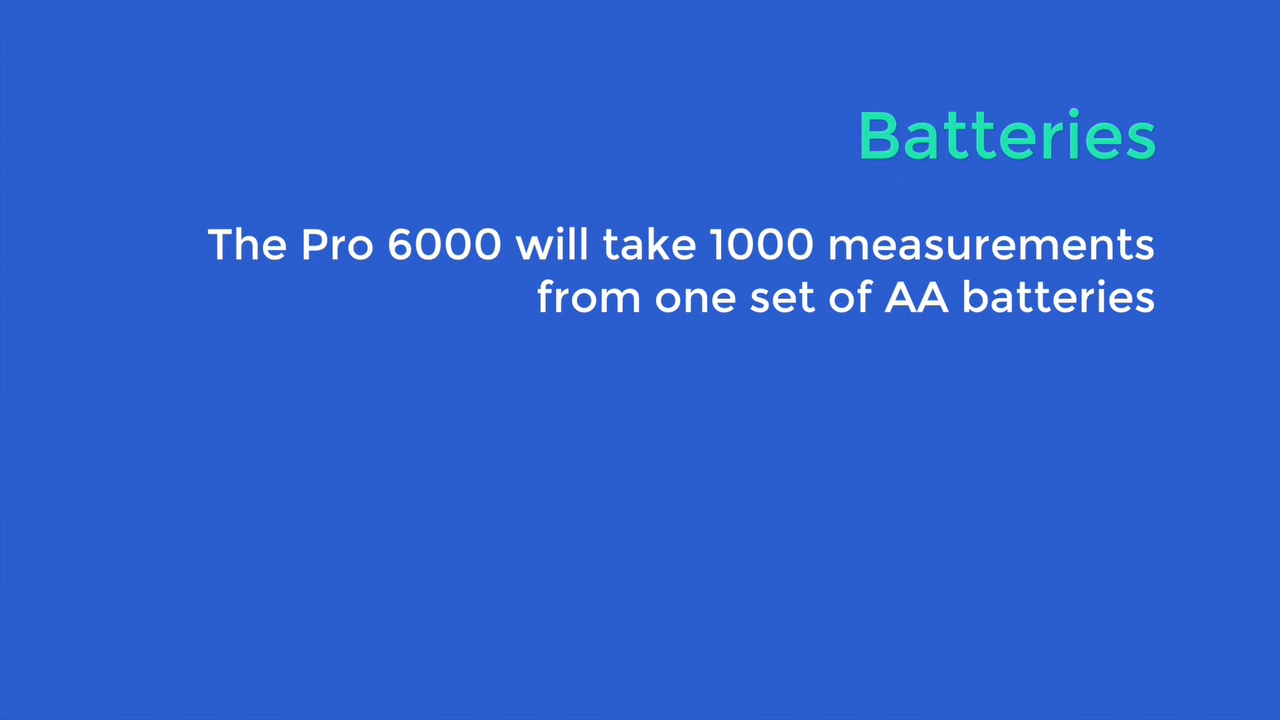 Batteries
The Pro 6000 will take 1000 measurements
from one set of AA batteries